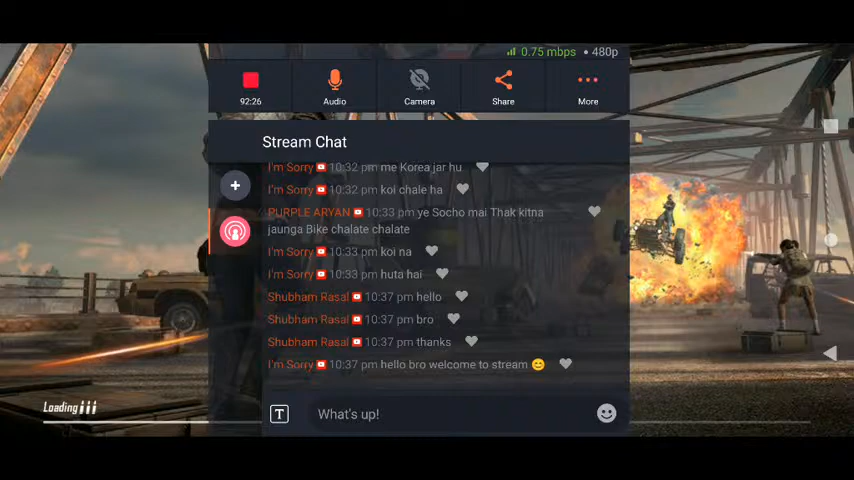 0.75 mbps • 480p
92:26 Audio Camera Share More
Stream Chat
I'm Sorry 10:32 pm me Korea jar hu
I'm Sorry 10:32 pm koi chale ha
PURPLE ARYAN 10:33 pm ye Socho mai Thak kitna
jaunga Bike chalate chalate
I'm Sorry 10:33 pm koi na
I'm Sorry 10:33 pm huta hai
Shubham Rasal 10:37 pm hello
Shubham Rasal 10:37 pm bro
Shubham Rasal 10:37 pm thanks
I'm Sorry 10:37 pm hello bro welcome to stream 😊
Loading
T What's up!